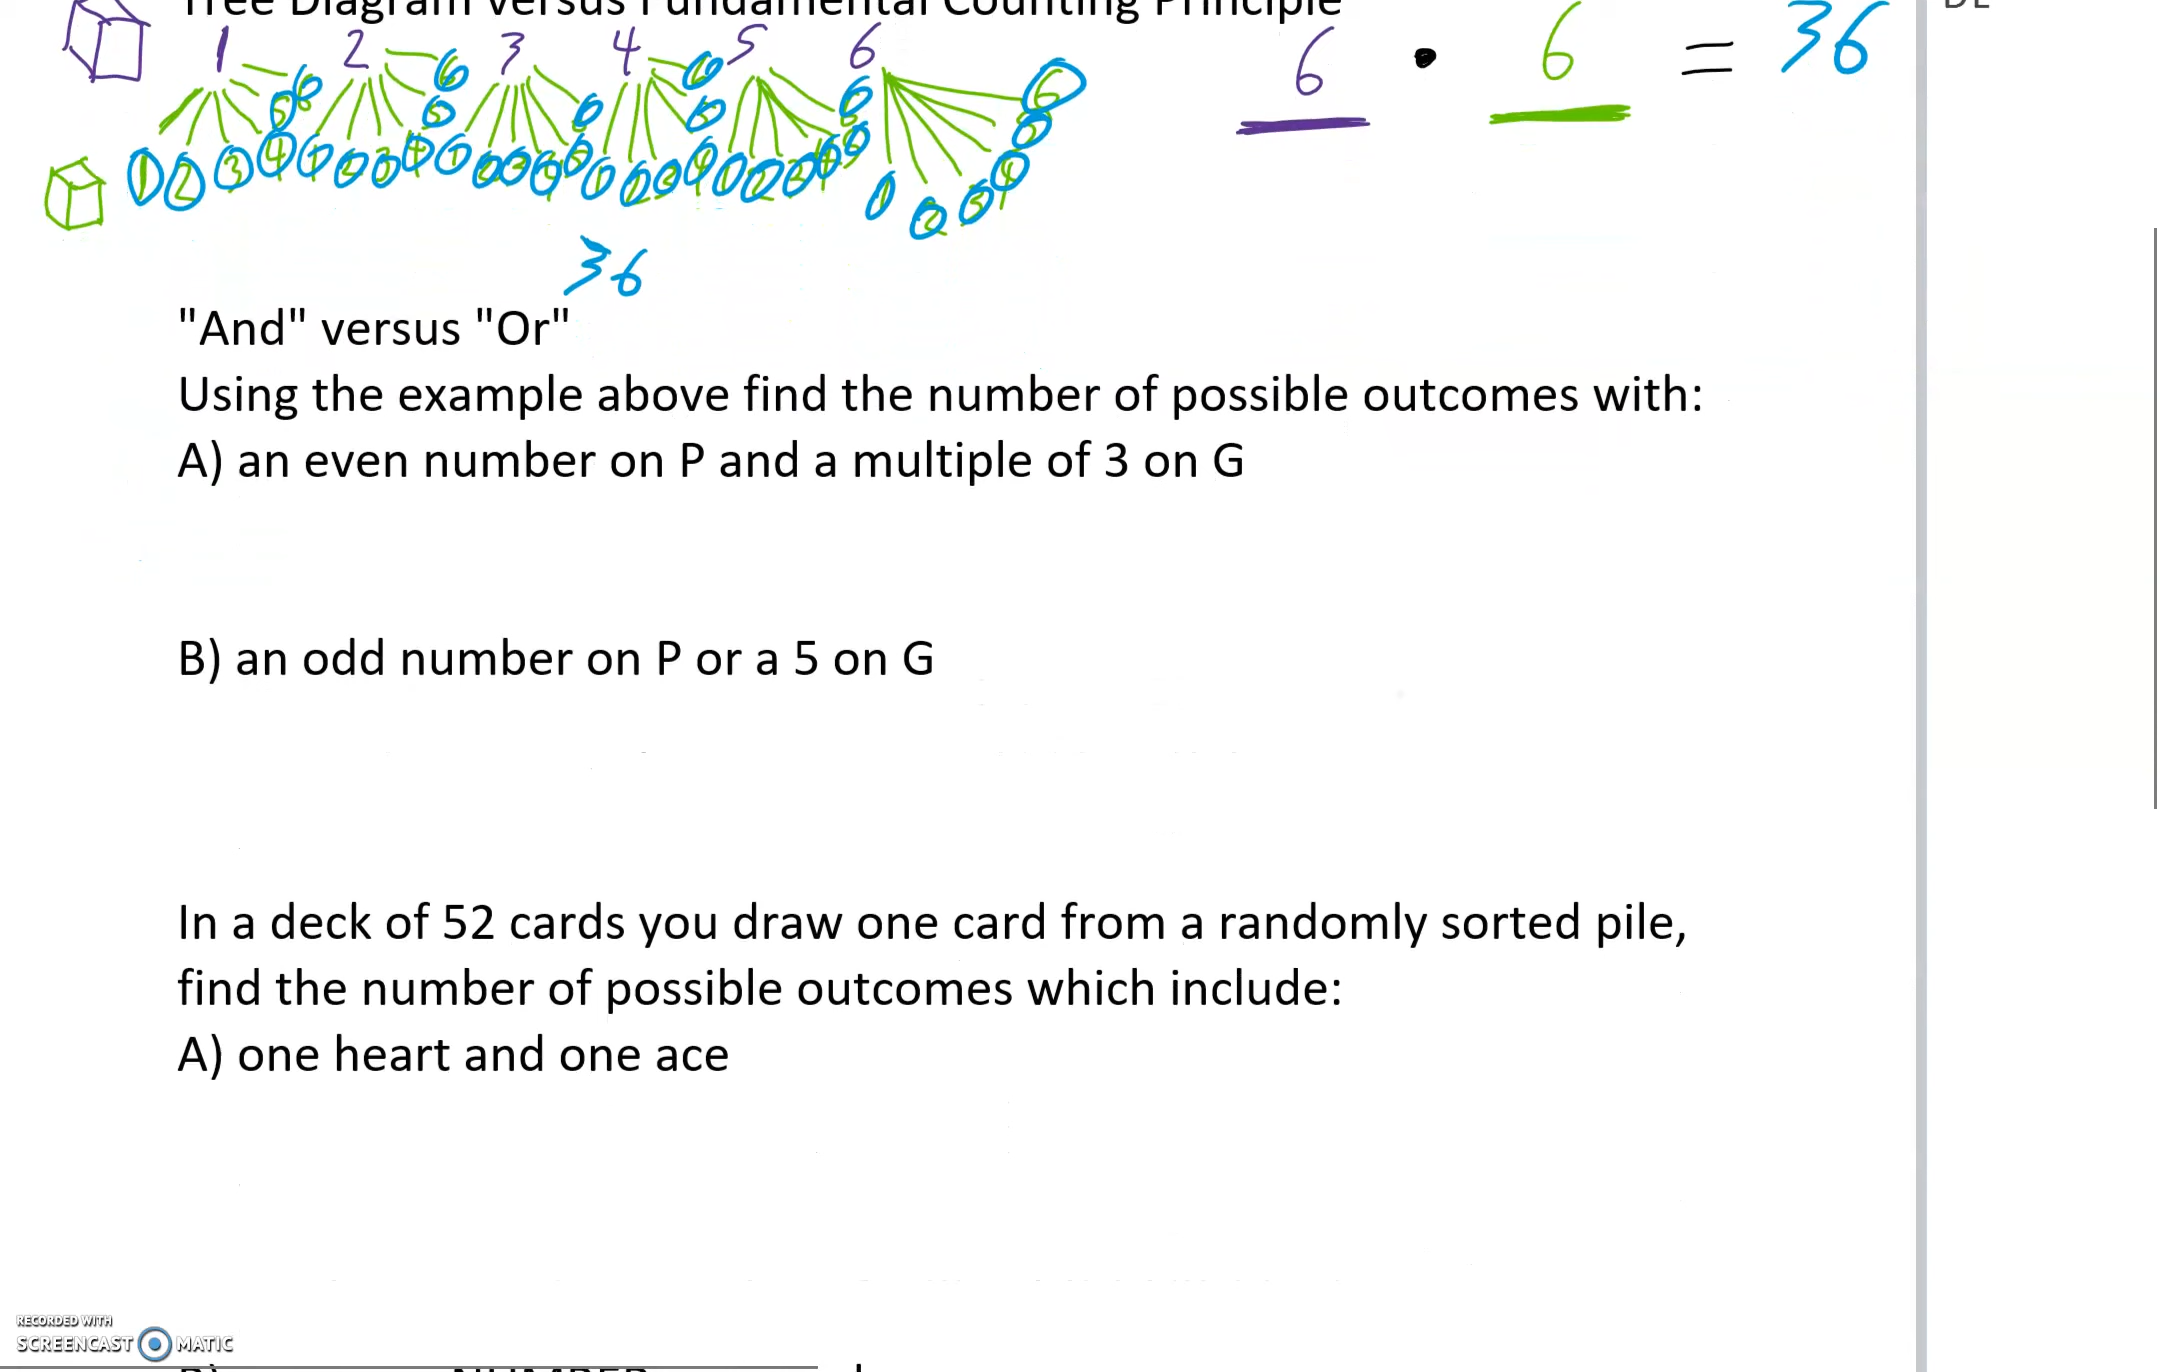 Tree Diagram versus Fundamental Counting Principle
1 2 3 4 5 6
6 • 6 = 36
36
"And" versus "Or"
Using the example above find the number of possible outcomes with:
A) an even number on P and a multiple of 3 on G
B) an odd number on P or a 5 on G
In a deck of 52 cards you draw one card from a randomly sorted pile,
find the number of possible outcomes which include:
A) one heart and one ace
RECORDED WITH
SCREENCAST MATIC